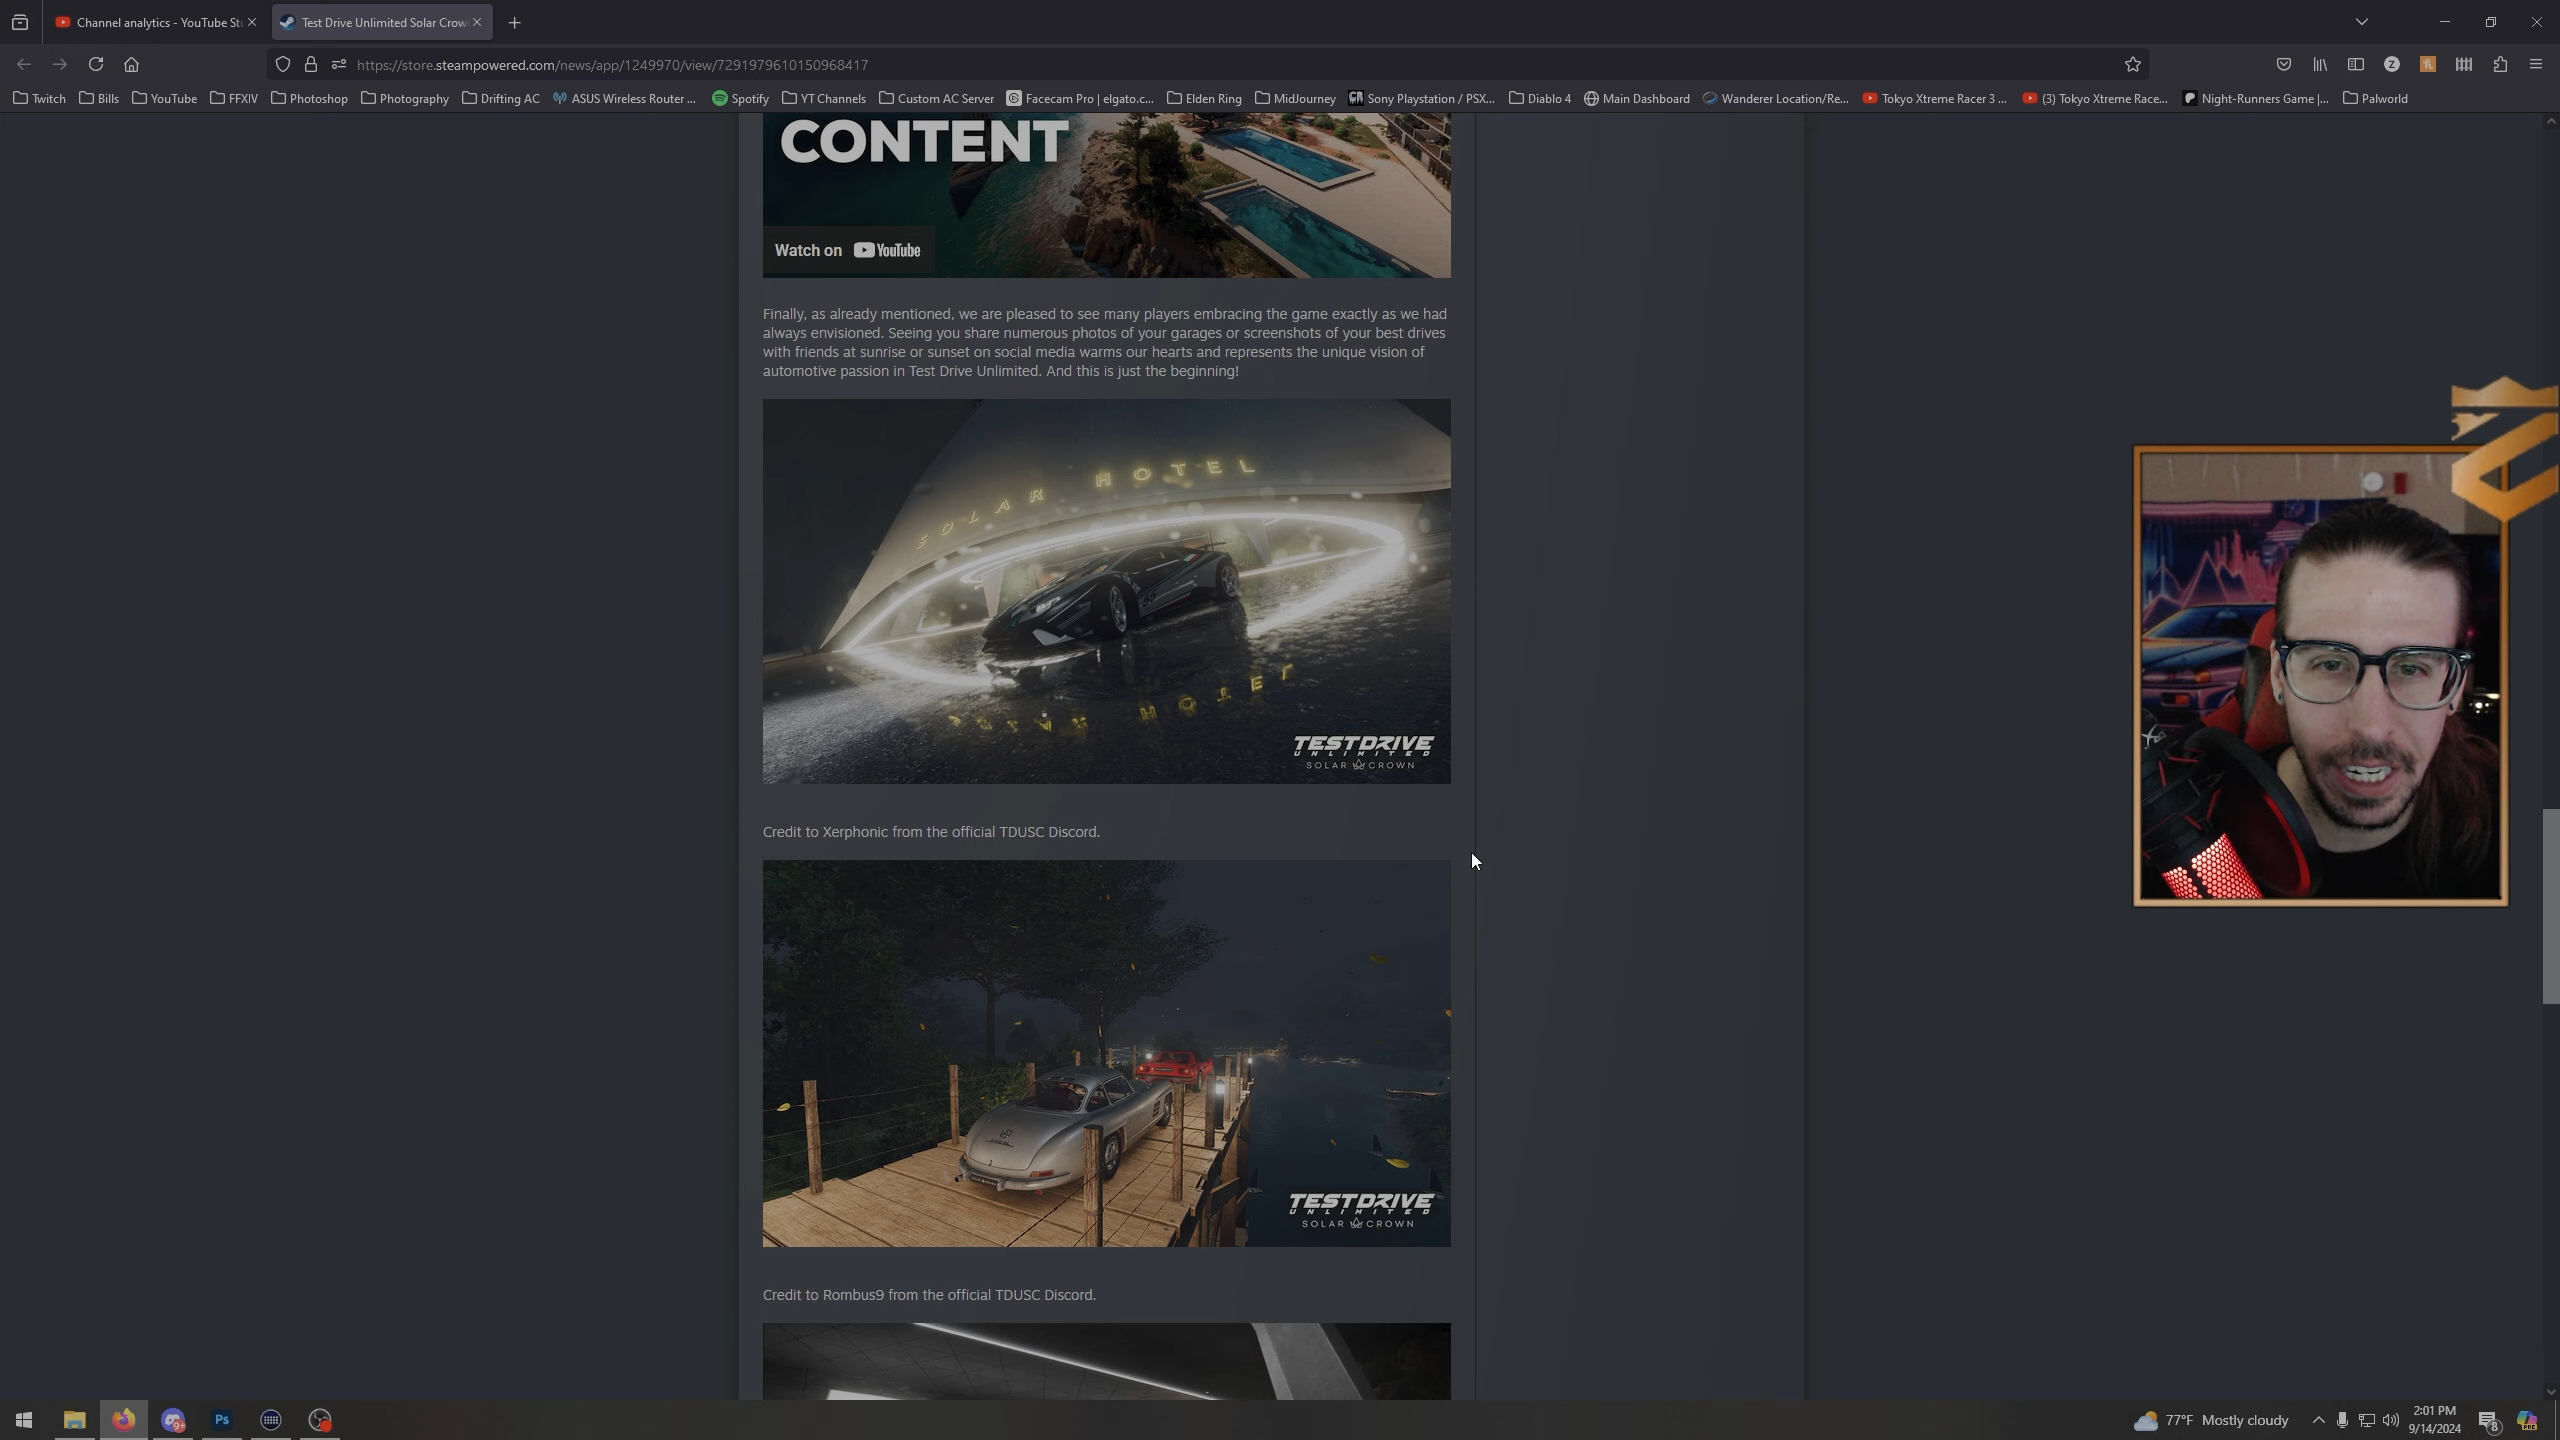 Channel analytics - YouTube St
Test Drive Unlimited Solar Crow
https://store.steampowered.com/news/app/1249970/view/7291979610150968417
Twitch
Bills
YouTube
FFXIV
Photoshop
Photography
Drifting AC
ASUS Wireless Router ...
Spotify
YT Channels
Custom AC Server
Facecam Pro | elgato.c...
Elden Ring
MidJourney
Sony Playstation / PSX...
Diablo 4
Main Dashboard
Wanderer Location/Re...
Tokyo Xtreme Racer 3 ...
(3) Tokyo Xtreme Race...
Night-Runners Game |...
Palworld
CONTENT
Watch on YouTube
Finally, as already mentioned, we are pleased to see many players embracing the game exactly as we had
always envisioned. Seeing you share numerous photos of your garages or screenshots of your best drives
with friends at sunrise or sunset on social media warms our hearts and represents the unique vision of
automotive passion in Test Drive Unlimited. And this is just the beginning!
SOLAR HOTEL
55
TESTDRIVE
UNLIMITED
SOLAR CROWN
Credit to Xerphonic from the official TDUSC Discord.
TESTDRIVE
UNLIMITED
SOLAR CROWN
Credit to Rombus9 from the official TDUSC Discord.
Ps
9+
77°F Mostly cloudy
2:01 PM
9/14/2024
8
PRE